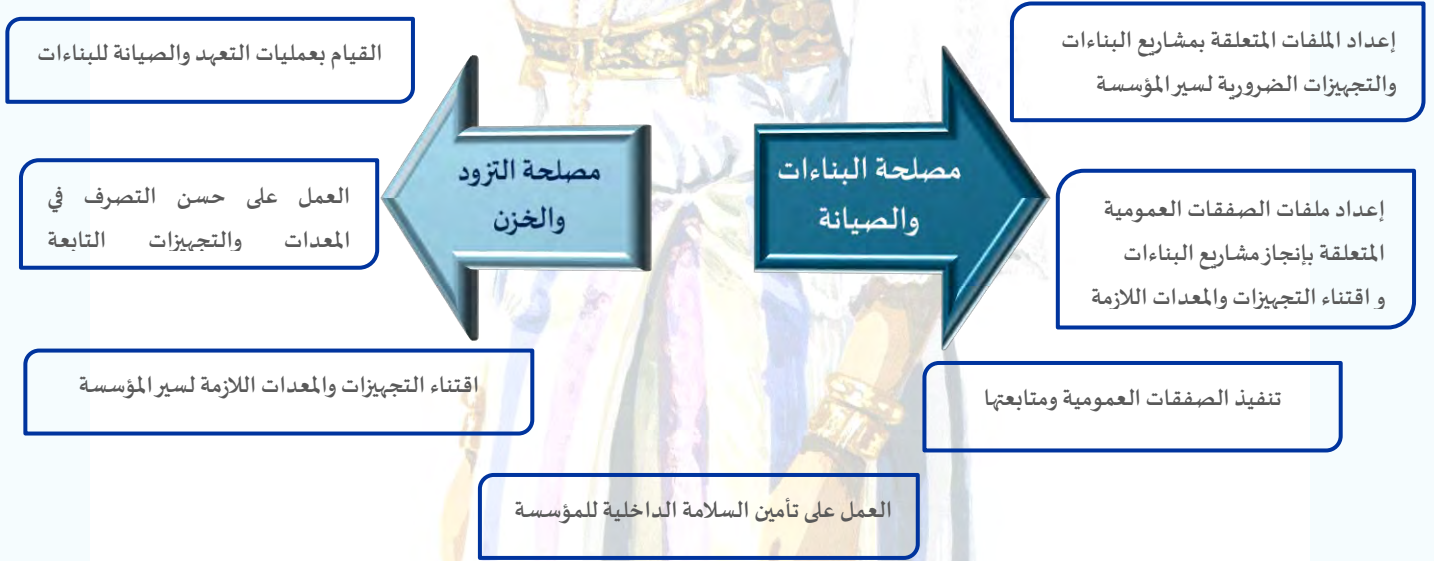 إعداد الملفات المتعلقة بمشاريع البناءات
والتجهيزات الضرورية لسير المؤسسة
القيام بعمليات التعهد والصيانة للبناءات
مصلحة البناءات
والصيانة
مصلحة التزود
والخزن
إعداد ملفات الصفقات العمومية
المتعلقة بإنجاز مشاريع البناءات
و اقتناء التجهيزات والمعدات اللازمة
العمل على حسن التصرف في
المعدات والتجهيزات التابعة
تنفيذ الصفقات العمومية ومتابعتها
اقتناء التجهيزات والمعدات اللازمة لسير المؤسسة
العمل على تأمين السلامة الداخلية للمؤسسة